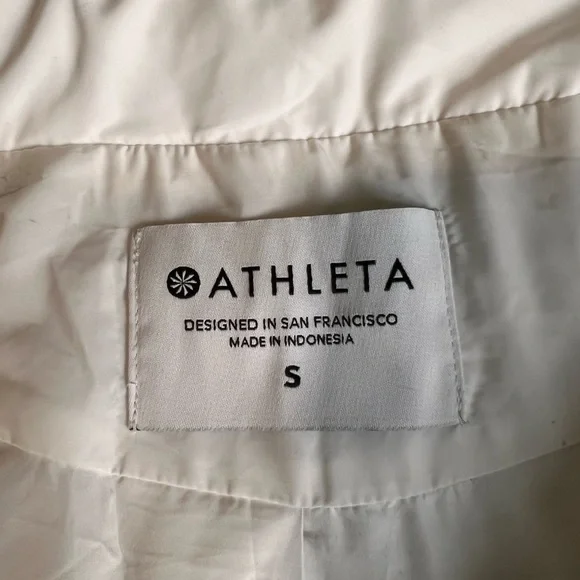 ATHLETA
DESIGNED IN SAN FRANCISCO
MADE IN INDONESIA
S